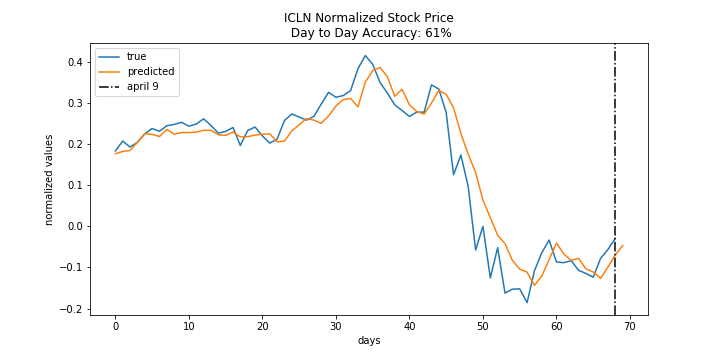 ICLN Normalized Stock Price
Day to Day Accuracy: 61%
true
predicted
april 9
normalized values
0.4
0.3
0.2
0.1
0.0
−0.1
−0.2
0 10 20 30 40 50 60 70
days